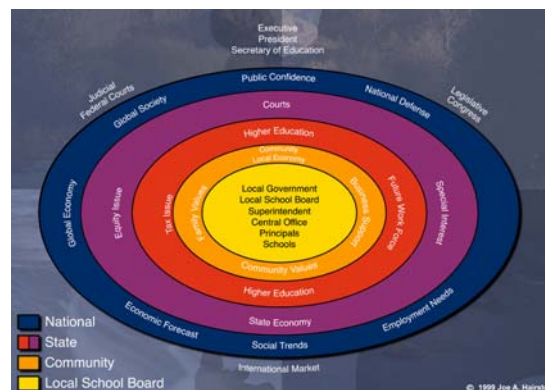 Executive
President
Secretary of Education
Judicial
Federal Courts
Legislative
Congress
Public Confidence
Global Society
National Defense
Courts
Higher Education
Community
Local Economy
Global Economy
Equity Issue
Tax Issue
Family Values
Local Government
Local School Board
Superintendent
Central Office
Principals
Schools
Business Support
Future Work Force
Special Interest
Community Values
Higher Education
State Economy
Economic Forecast
Employment Needs
Social Trends
International Market
National
State
Community
Local School Board
© 1999 Joe A.